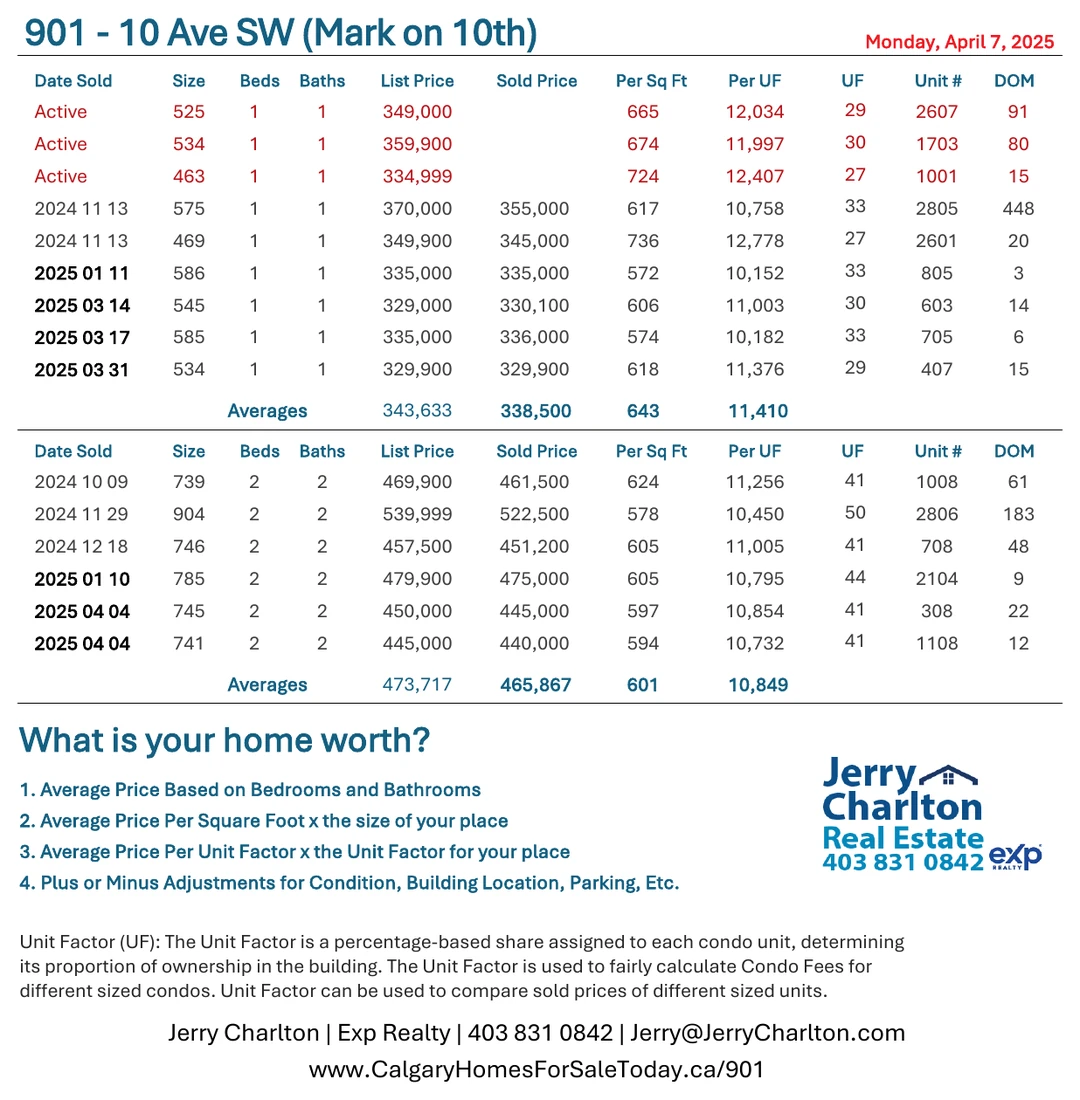 901 - 10 Ave SW (Mark on 10th)
Monday, April 7, 2025
Date Sold Size Beds Baths List Price Sold Price Per Sq Ft Per UF UF Unit # DOM
Active 525 1 1 349,000 665 12,034 29 2607 91
Active 534 1 1 359,900 674 11,997 30 1703 80
Active 463 1 1 334,999 724 12,407 27 1001 15
2024 11 13 575 1 1 370,000 355,000 617 10,758 33 2805 448
2024 11 13 469 1 1 349,900 345,000 736 12,778 27 2601 20
2025 01 11 586 1 1 335,000 335,000 572 10,152 33 805 3
2025 03 14 545 1 1 329,000 330,100 606 11,003 30 603 14
2025 03 17 585 1 1 335,000 336,000 574 10,182 33 705 6
2025 03 31 534 1 1 329,900 329,900 618 11,376 29 407 15
Averages 343,633 338,500 643 11,410
Date Sold Size Beds Baths List Price Sold Price Per Sq Ft Per UF UF Unit # DOM
2024 10 09 739 2 2 469,900 461,500 624 11,256 41 1008 61
2024 11 29 904 2 2 539,999 522,500 578 10,450 50 2806 183
2024 12 18 746 2 2 457,500 451,200 605 11,005 41 708 48
2025 01 10 785 2 2 479,900 475,000 605 10,795 44 2104 9
2025 04 04 745 2 2 450,000 445,000 597 10,854 41 308 22
2025 04 04 741 2 2 445,000 440,000 594 10,732 41 1108 12
Averages 473,717 465,867 601 10,849
What is your home worth?
1. Average Price Based on Bedrooms and Bathrooms
2. Average Price Per Square Foot x the size of your place
3. Average Price Per Unit Factor x the Unit Factor for your place
4. Plus or Minus Adjustments for Condition, Building Location, Parking, Etc.
Jerry
Charlton
Real Estate
403 831 0842 exp
REALTY
Unit Factor (UF): The Unit Factor is a percentage-based share assigned to each condo unit, determining
its proportion of ownership in the building. The Unit Factor is used to fairly calculate Condo Fees for
different sized condos. Unit Factor can be used to compare sold prices of different sized units.
Jerry Charlton | Exp Realty | 403 831 0842 | Jerry@JerryCharlton.com
www.CalgaryHomesForSaleToday.ca/901